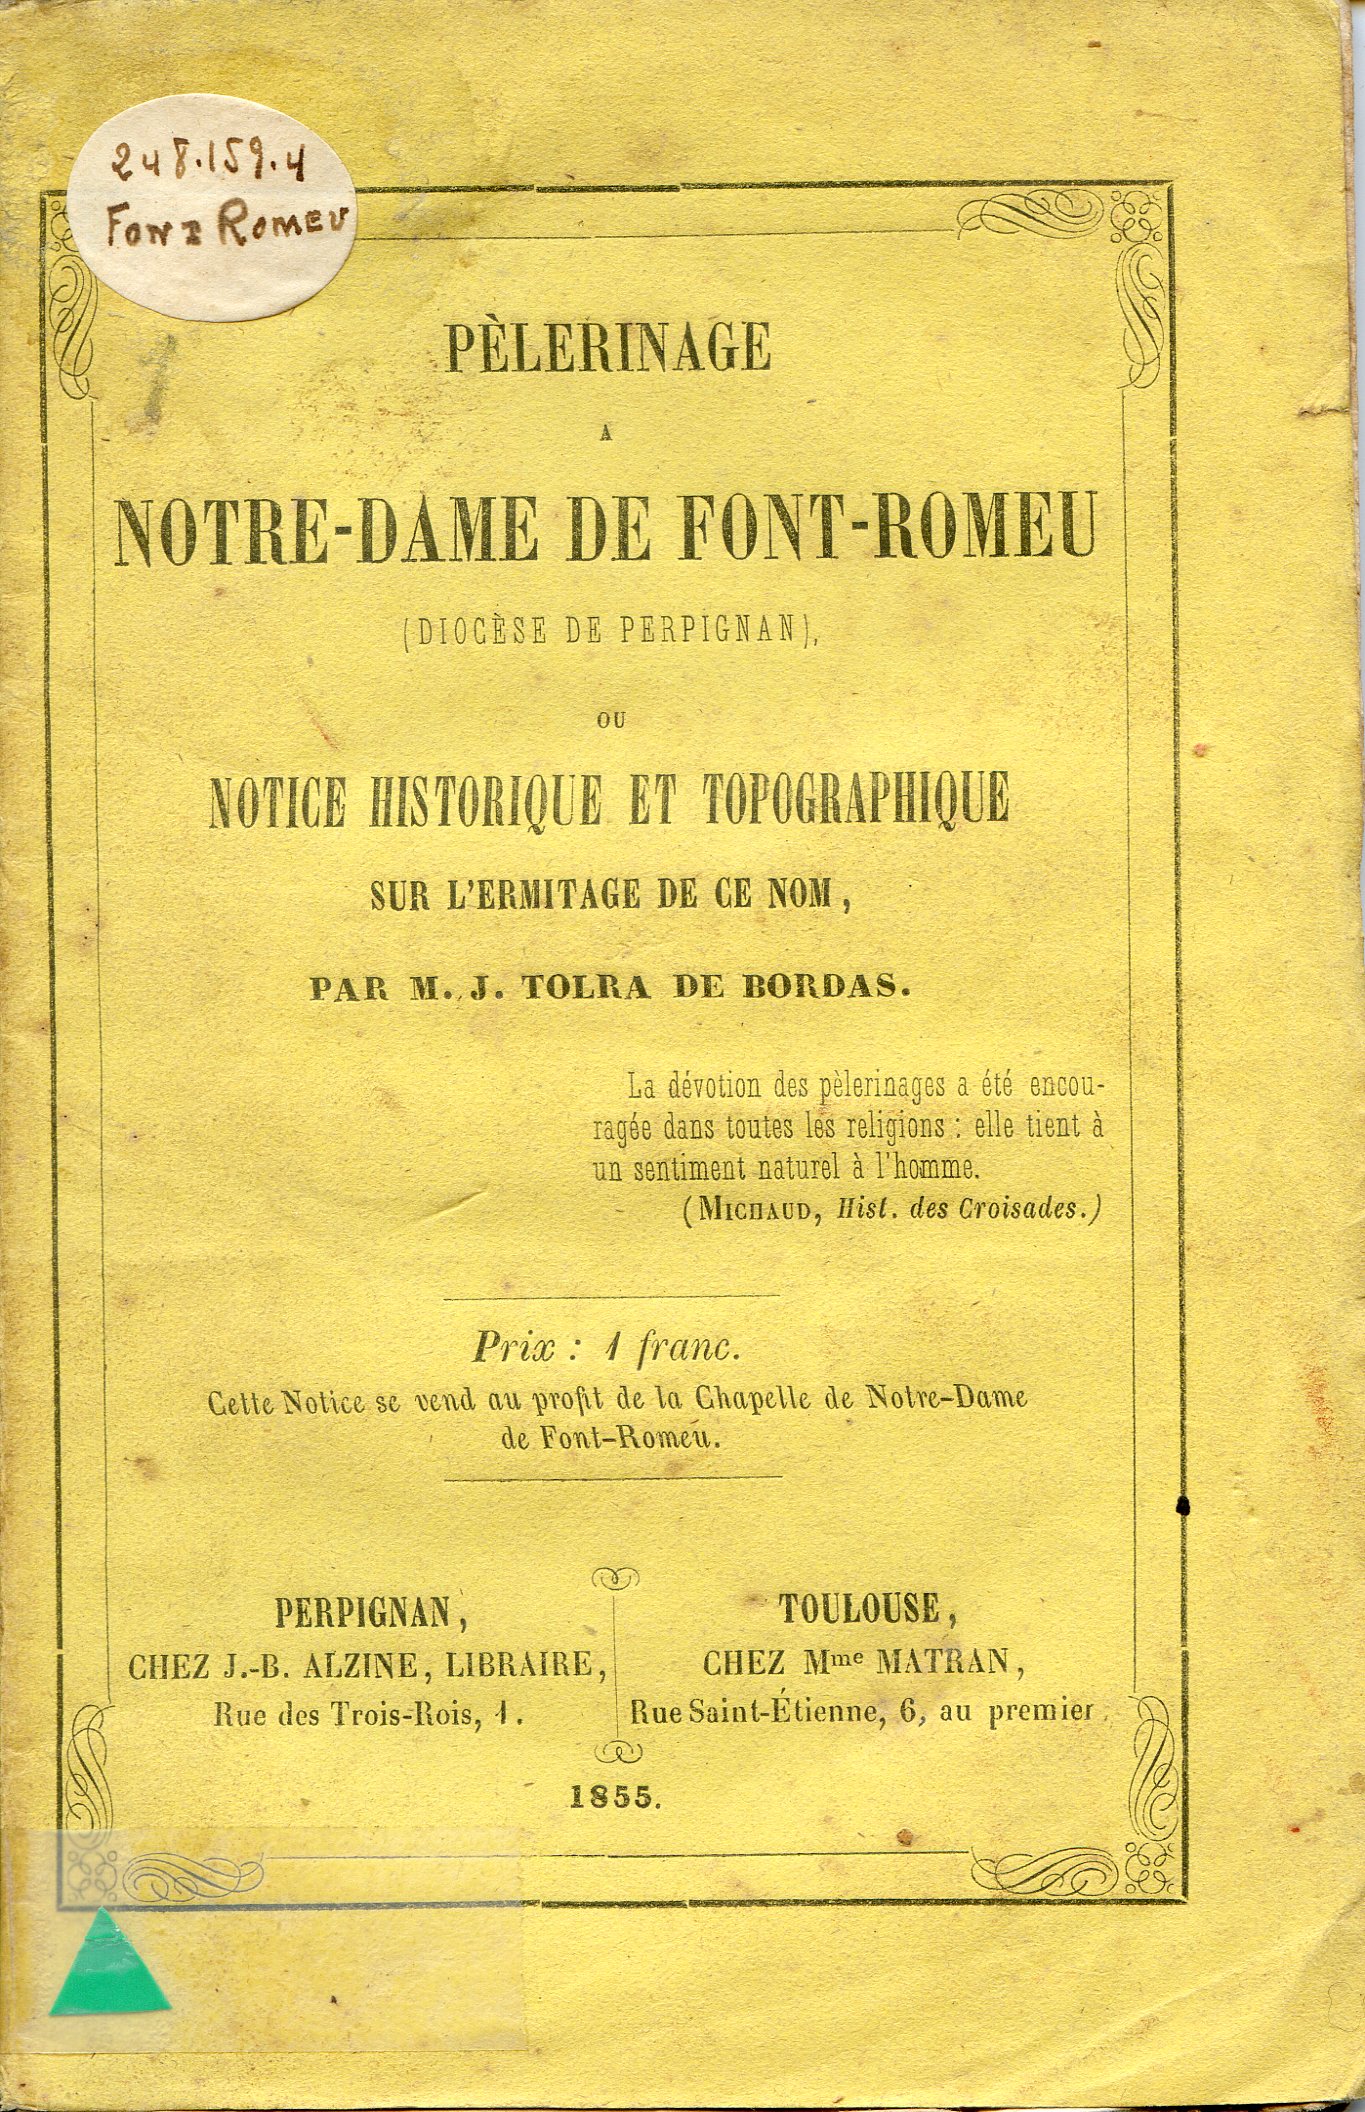 248.159.4
Font Romeu
PÈLERINAGE
A
NOTRE-DAME DE FONT-ROMEU
(DIOCÈSE DE PERPIGNAN),
OU
NOTICE HISTORIQUE ET TOPOGRAPHIQUE
SUR L'ERMITAGE DE CE NOM,
PAR M. J. TOLRA DE BORDAS.
La dévotion des pèlerinages a été encou-
ragée dans toutes les religions : elle tient à
un sentiment naturel à l'homme.
(MICHAUD, Hist. des Croisades.)
Prix : 1 franc.
Cette Notice se vend au profit de la Chapelle de Notre-Dame
de Font-Romeu.
PERPIGNAN,
CHEZ J.-B. ALZINE, LIBRAIRE,
Rue des Trois-Rois, 1.
TOULOUSE,
CHEZ Mme MATRAN,
Rue Saint-Étienne, 6, au premier.
1855.